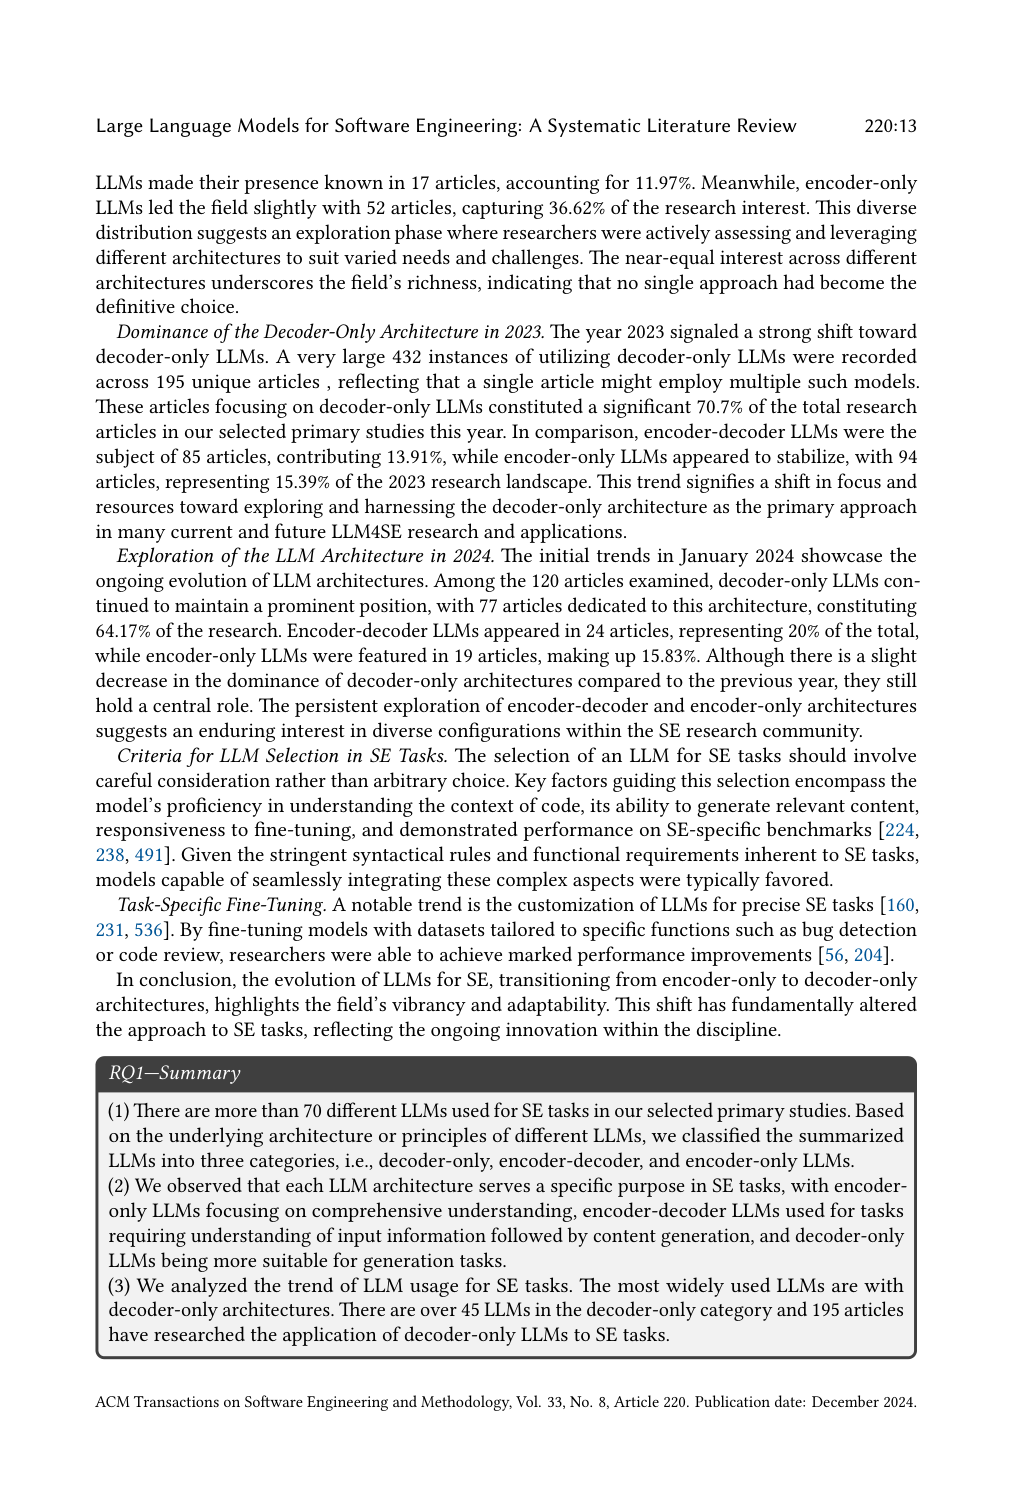 Large Language Models for Software Engineering: A Systematic Literature Review 220:13
LLMs made their presence known in 17 articles, accounting for 11.97%. Meanwhile, encoder-only
LLMs led the field slightly with 52 articles, capturing 36.62% of the research interest. This diverse
distribution suggests an exploration phase where researchers were actively assessing and leveraging
different architectures to suit varied needs and challenges. The near-equal interest across different
architectures underscores the field's richness, indicating that no single approach had become the
definitive choice.
Dominance of the Decoder-Only Architecture in 2023. The year 2023 signaled a strong shift toward
decoder-only LLMs. A very large 432 instances of utilizing decoder-only LLMs were recorded
across 195 unique articles , reflecting that a single article might employ multiple such models.
These articles focusing on decoder-only LLMs constituted a significant 70.7% of the total research
articles in our selected primary studies this year. In comparison, encoder-decoder LLMs were the
subject of 85 articles, contributing 13.91%, while encoder-only LLMs appeared to stabilize, with 94
articles, representing 15.39% of the 2023 research landscape. This trend signifies a shift in focus and
resources toward exploring and harnessing the decoder-only architecture as the primary approach
in many current and future LLM4SE research and applications.
Exploration of the LLM Architecture in 2024. The initial trends in January 2024 showcase the
ongoing evolution of LLM architectures. Among the 120 articles examined, decoder-only LLMs con-
tinued to maintain a prominent position, with 77 articles dedicated to this architecture, constituting
64.17% of the research. Encoder-decoder LLMs appeared in 24 articles, representing 20% of the total,
while encoder-only LLMs were featured in 19 articles, making up 15.83%. Although there is a slight
decrease in the dominance of decoder-only architectures compared to the previous year, they still
hold a central role. The persistent exploration of encoder-decoder and encoder-only architectures
suggests an enduring interest in diverse configurations within the SE research community.
Criteria for LLM Selection in SE Tasks. The selection of an LLM for SE tasks should involve
careful consideration rather than arbitrary choice. Key factors guiding this selection encompass the
model's proficiency in understanding the context of code, its ability to generate relevant content,
responsiveness to fine-tuning, and demonstrated performance on SE-specific benchmarks [224,
238, 491]. Given the stringent syntactical rules and functional requirements inherent to SE tasks,
models capable of seamlessly integrating these complex aspects were typically favored.
Task-Specific Fine-Tuning. A notable trend is the customization of LLMs for precise SE tasks [160,
231, 536]. By fine-tuning models with datasets tailored to specific functions such as bug detection
or code review, researchers were able to achieve marked performance improvements [56, 204].
In conclusion, the evolution of LLMs for SE, transitioning from encoder-only to decoder-only
architectures, highlights the field's vibrancy and adaptability. This shift has fundamentally altered
the approach to SE tasks, reflecting the ongoing innovation within the discipline.
RQ1—Summary
(1) There are more than 70 different LLMs used for SE tasks in our selected primary studies. Based
on the underlying architecture or principles of different LLMs, we classified the summarized
LLMs into three categories, i.e., decoder-only, encoder-decoder, and encoder-only LLMs.
(2) We observed that each LLM architecture serves a specific purpose in SE tasks, with encoder-
only LLMs focusing on comprehensive understanding, encoder-decoder LLMs used for tasks
requiring understanding of input information followed by content generation, and decoder-only
LLMs being more suitable for generation tasks.
(3) We analyzed the trend of LLM usage for SE tasks. The most widely used LLMs are with
decoder-only architectures. There are over 45 LLMs in the decoder-only category and 195 articles
have researched the application of decoder-only LLMs to SE tasks.
ACM Transactions on Software Engineering and Methodology, Vol. 33, No. 8, Article 220. Publication date: December 2024.